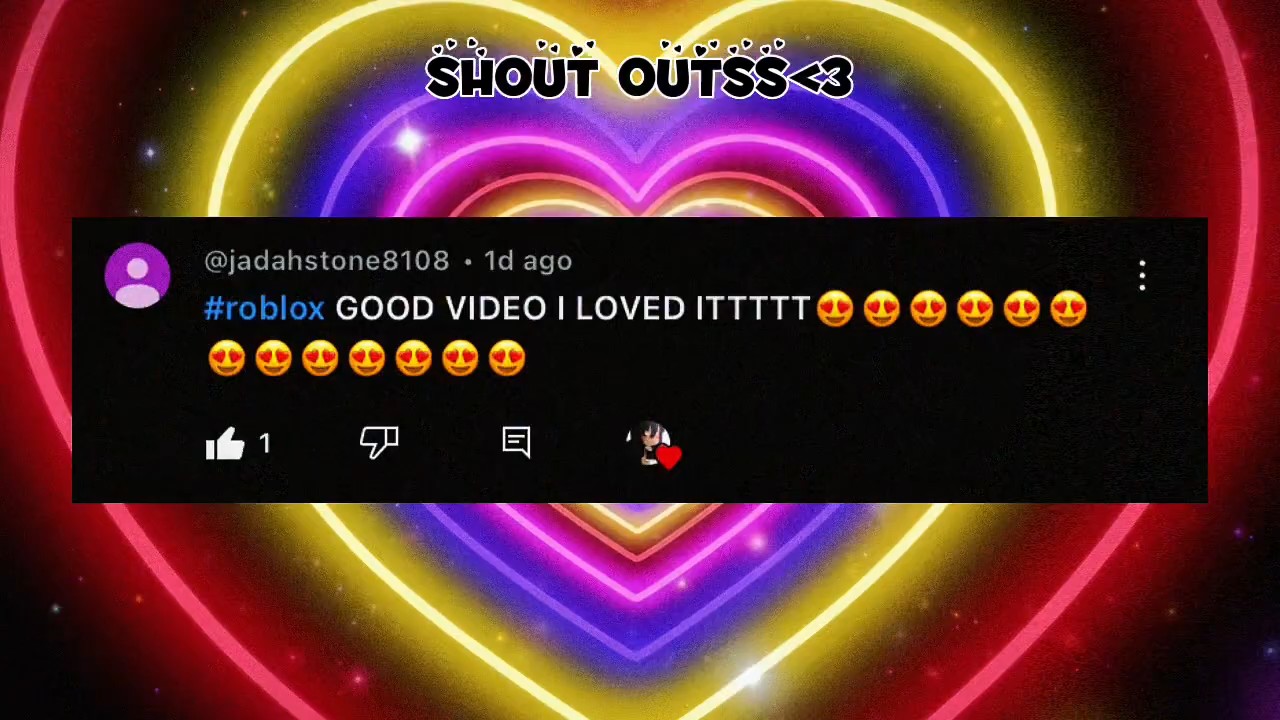 SHOUT OUTSS<3
@jadahstone8108 • 1d ago
#roblox GOOD VIDEO I LOVED ITTTTT😍😍😍😍😍😍
😍😍😍😍😍😍😍
1